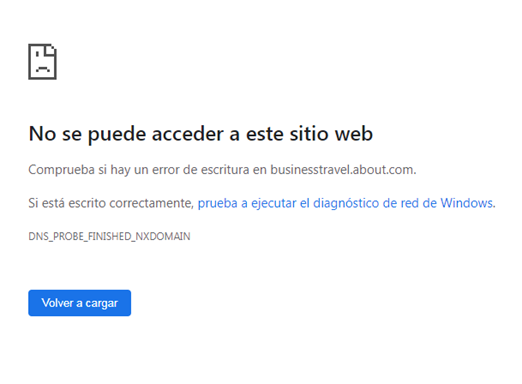 No se puede acceder a este sitio web
Comprueba si hay un error de escritura en businesstravel.about.com.
Si está escrito correctamente, prueba a ejecutar el diagnóstico de red de Windows.
DNS_PROBE_FINISHED_NXDOMAIN
Volver a cargar